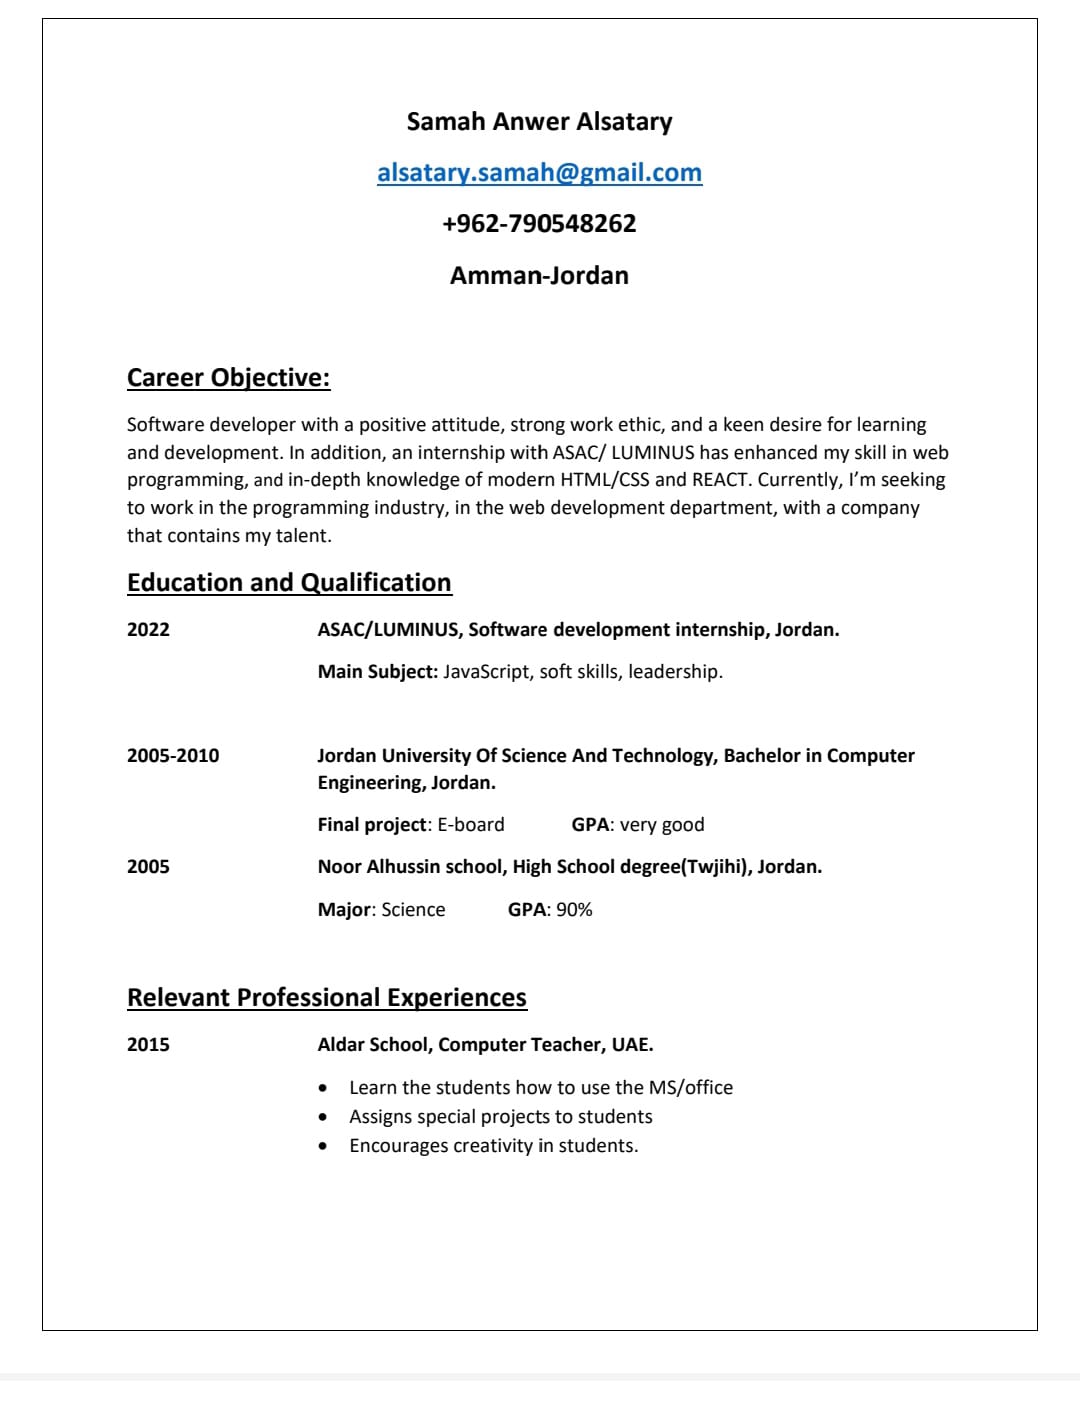 Samah Anwer Alsatary
alsatary.samah@gmail.com
+962-790548262
Amman-Jordan
Career Objective:
Software developer with a positive attitude, strong work ethic, and a keen desire for learning
and development. In addition, an internship with ASAC/ LUMINUS has enhanced my skill in web
programming, and in-depth knowledge of modern HTML/CSS and REACT. Currently, I’m seeking
to work in the programming industry, in the web development department, with a company
that contains my talent.
Education and Qualification
2022 ASAC/LUMINUS, Software development internship, Jordan.
Main Subject: JavaScript, soft skills, leadership.
2005-2010 Jordan University Of Science And Technology, Bachelor in Computer
Engineering, Jordan.
Final project: E-board GPA: very good
2005 Noor Alhussin school, High School degree(Twjihi), Jordan.
Major: Science GPA: 90%
Relevant Professional Experiences
2015 Aldar School, Computer Teacher, UAE.
• Learn the students how to use the MS/office
• Assigns special projects to students
• Encourages creativity in students.